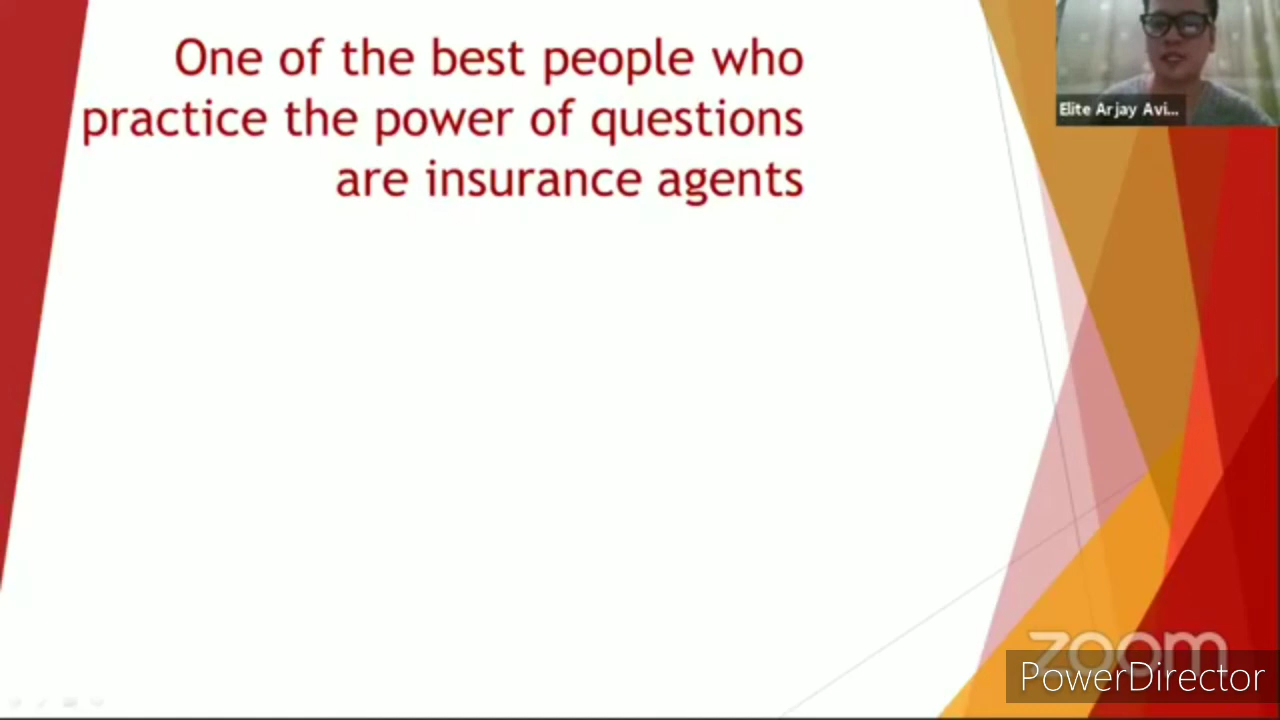 One of the best people who
practice the power of questions
are insurance agents
Elite Arjay Avi...
zoom
PowerDirector